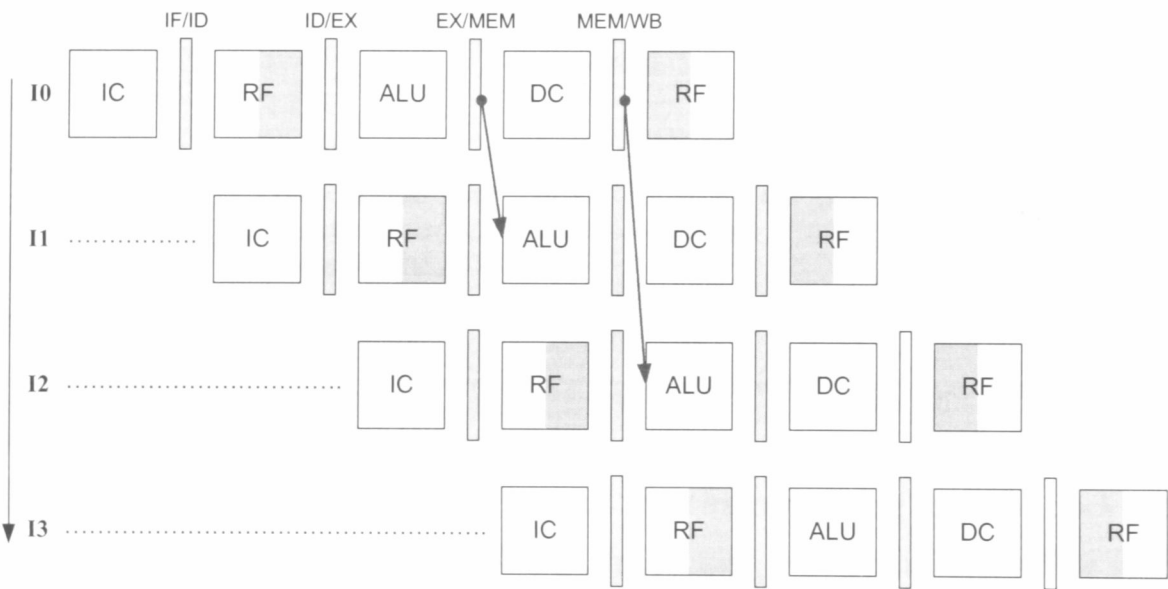 IF/ID ID/EX EX/MEM MEM/WB
I0 IC RF ALU DC RF
I1 IC RF ALU DC RF
I2 IC RF ALU DC RF
I3 IC RF ALU DC RF